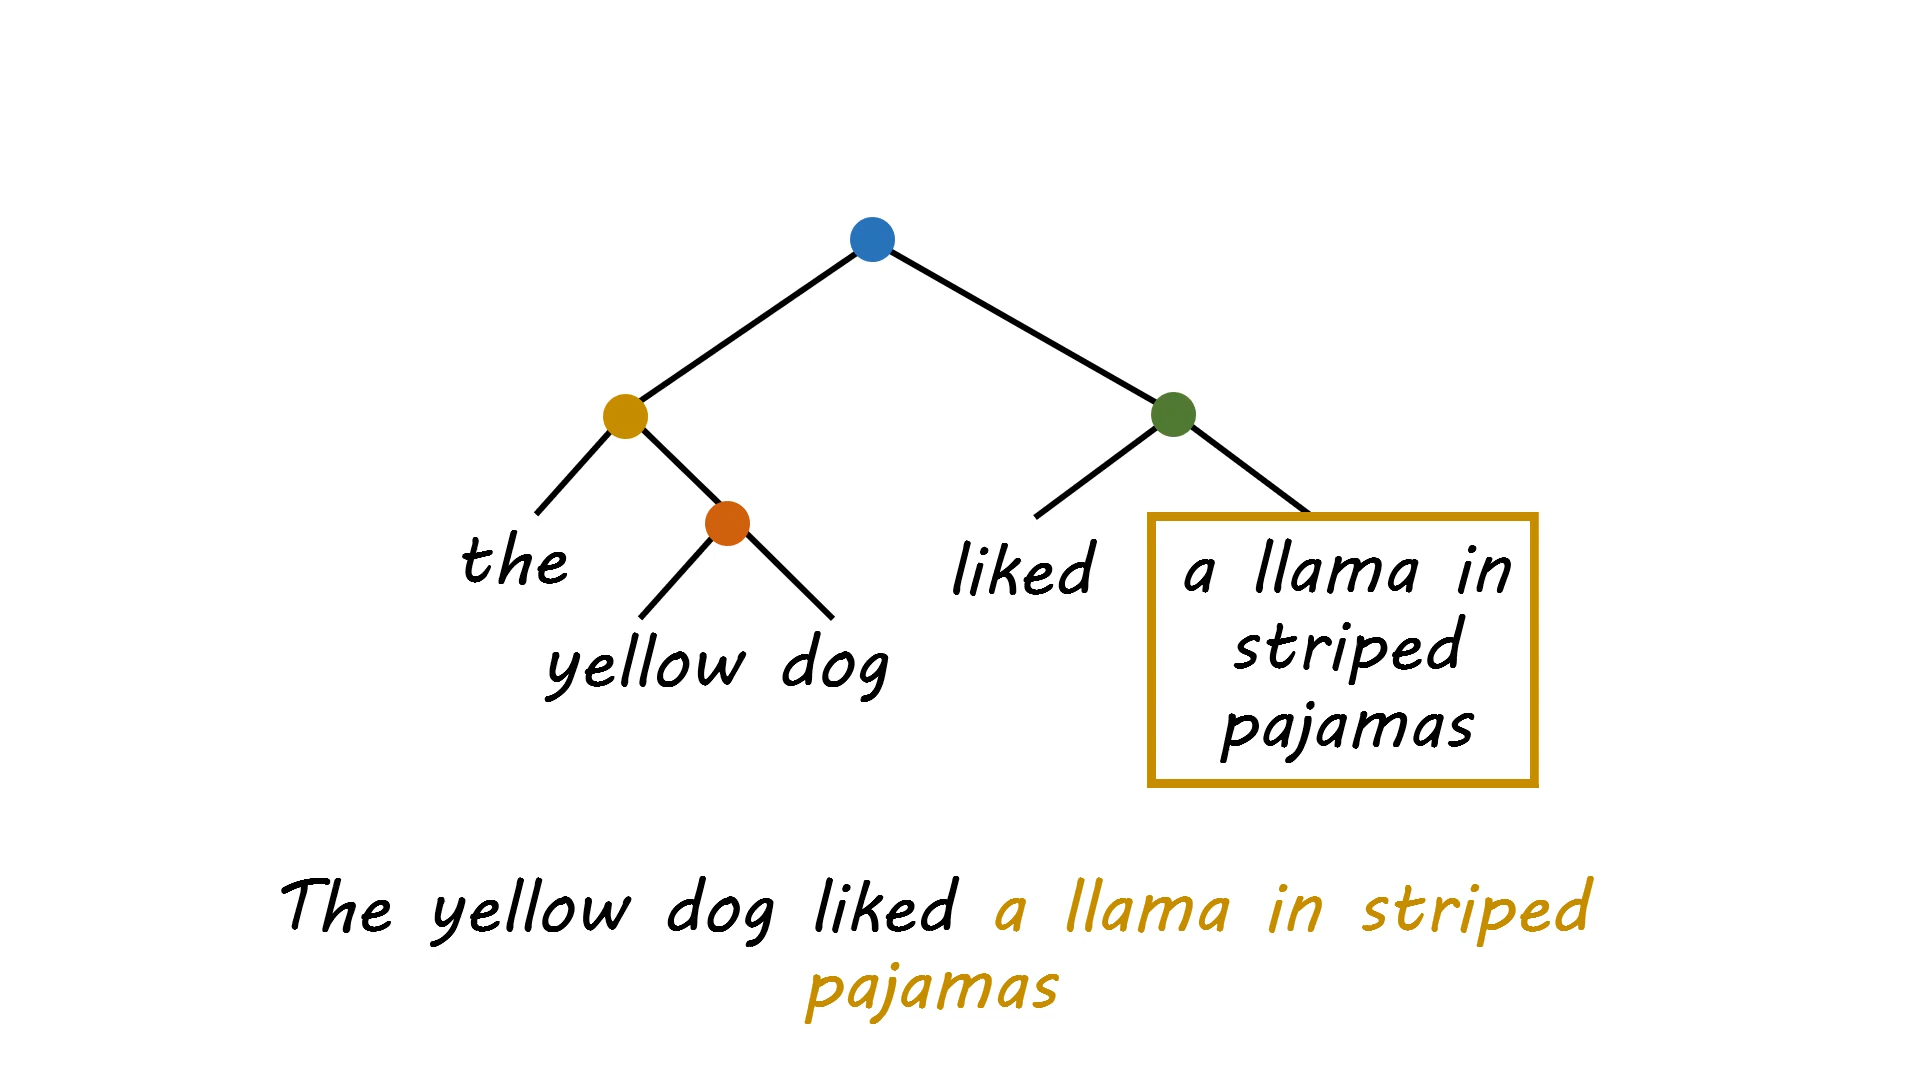 the
yellow dog
liked
a llama in
striped
pajamas
The yellow dog liked a llama in striped
pajamas